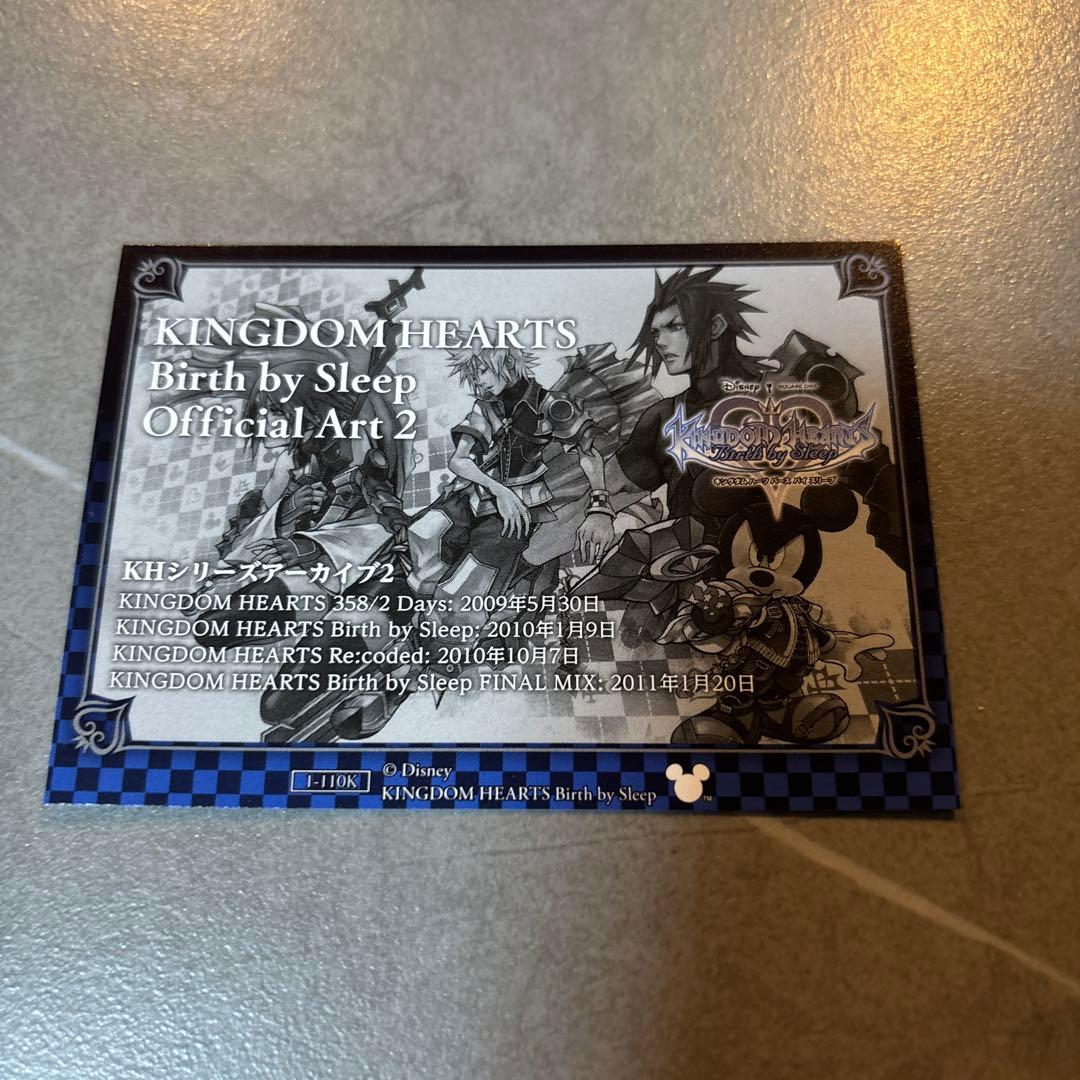 KINGDOM HEARTS
Birth by Sleep
Official Art 2
Disney SQUARE ENIX
KINGDOM HEARTS
Birth by Sleep
キングダム ハーツ バース バイ スリープ
KHシリーズアーカイブ2
KINGDOM HEARTS 358/2 Days: 2009年5月30日
KINGDOM HEARTS Birth by Sleep: 2010年1月9日
KINGDOM HEARTS Re:coded: 2010年10月7日
KINGDOM HEARTS Birth by Sleep FINAL MIX: 2011年1月20日
1-110K
© Disney
KINGDOM HEARTS Birth by Sleep
TM